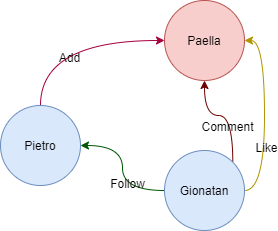 Paella
Add
Comment
Pietro
Like
Follow
Gionatan